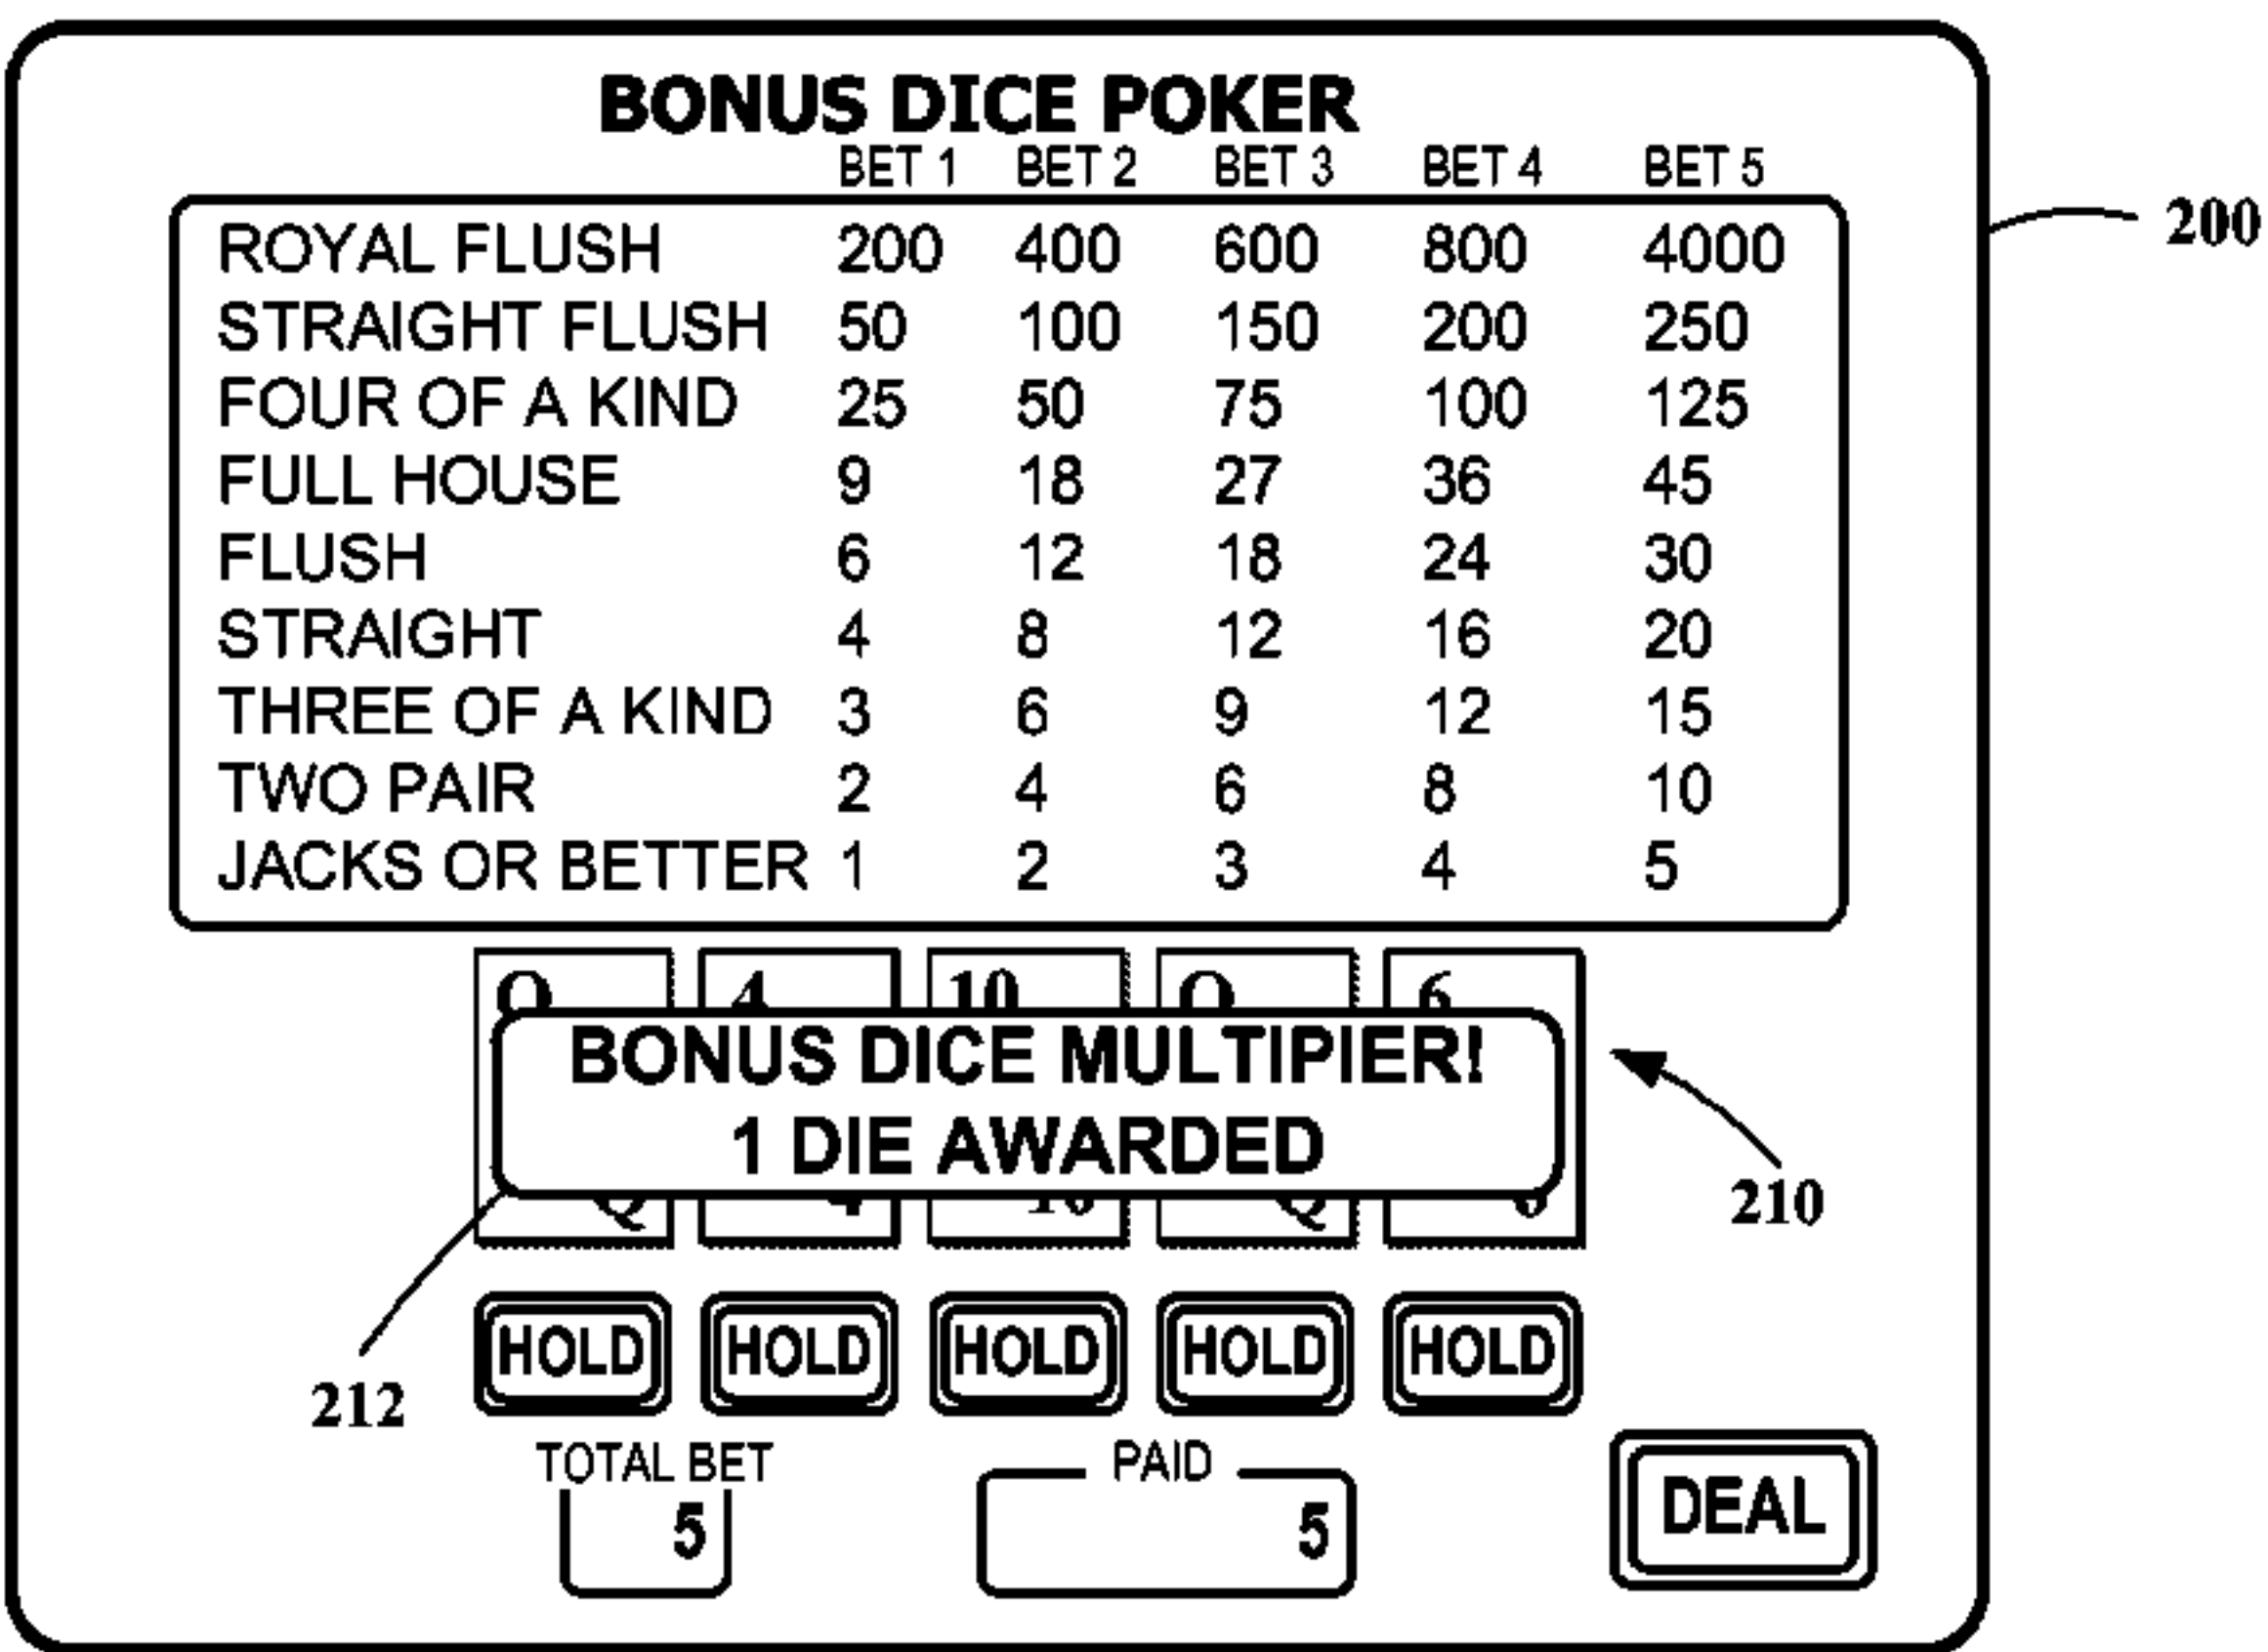 BONUS DICE POKER
BET 1 BET 2 BET 3 BET 4 BET 5
ROYAL FLUSH 200 400 600 800 4000
STRAIGHT FLUSH 50 100 150 200 250
FOUR OF A KIND 25 50 75 100 125
FULL HOUSE 9 18 27 36 45
FLUSH 6 12 18 24 30
STRAIGHT 4 8 12 16 20
THREE OF A KIND 3 6 9 12 15
TWO PAIR 2 4 6 8 10
JACKS OR BETTER 1 2 3 4 5
200
Q 4 10 Q 6
BONUS DICE MULTIPIER!
1 DIE AWARDED
Q 4 10 Q 6
210
HOLD HOLD HOLD HOLD HOLD
212
TOTAL BET PAID
5 5
DEAL